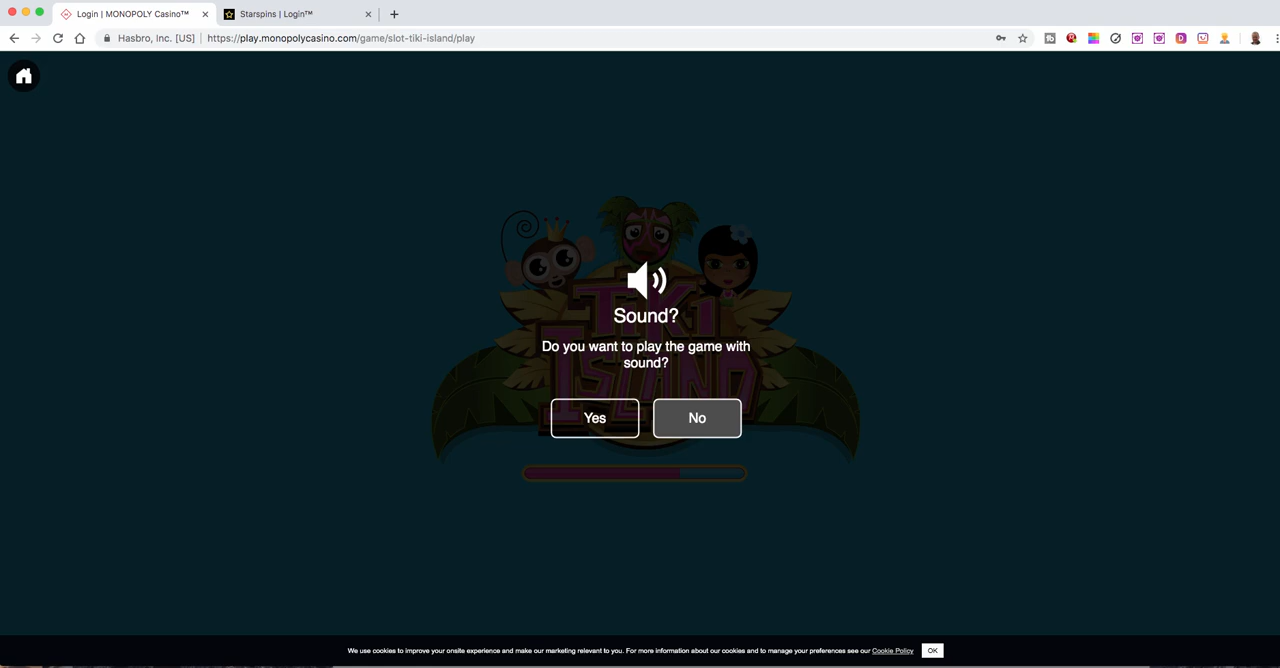 Login | MONOPOLY Casino™
Starspins | Login™
Hasbro, Inc. [US] | https://play.monopolycasino.com/game/slot-tiki-island/play
TIKI
ISLAND
Sound?
Do you want to play the game with
sound?
Yes
No
We use cookies to improve your onsite experience and make our marketing relevant to you. For more information about our cookies and to manage your preferences see our Cookie Policy
OK